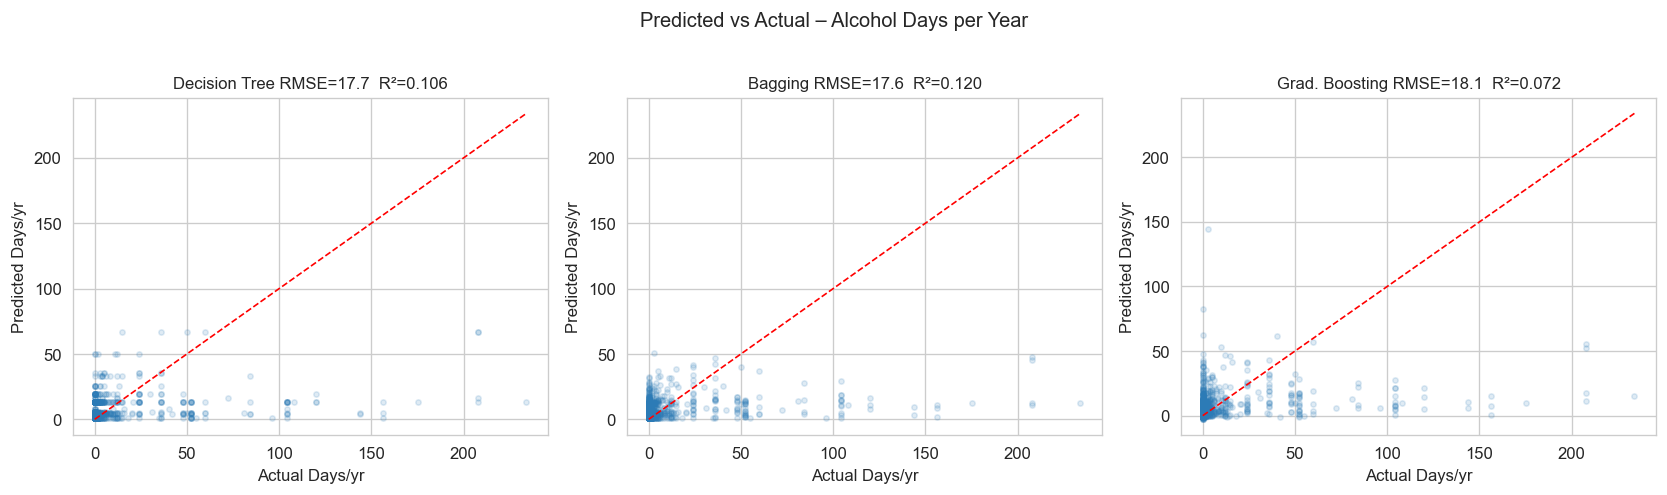 Predicted vs Actual – Alcohol Days per Year
Decision Tree RMSE=17.7  R²=0.106
Predicted Days/yr
200
150
100
50
0
0 50 100 150 200
Actual Days/yr
Bagging RMSE=17.6  R²=0.120
Predicted Days/yr
200
150
100
50
0
0 50 100 150 200
Actual Days/yr
Grad. Boosting RMSE=18.1  R²=0.072
Predicted Days/yr
200
150
100
50
0
0 50 100 150 200
Actual Days/yr